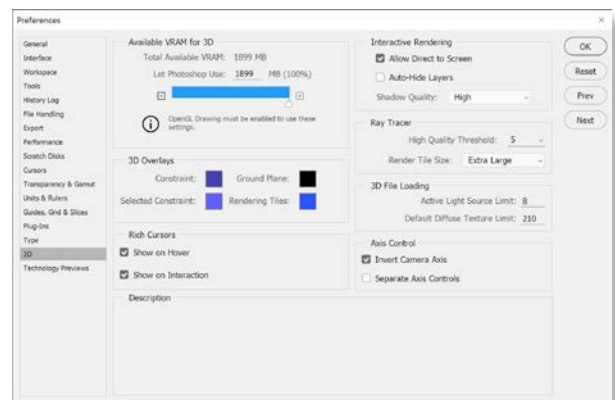 Preferences
General
Interface
Workspace
Tools
History Log
File Handling
Export
Performance
Scratch Disks
Cursors
Transparency & Gamut
Units & Rulers
Guides, Grid & Slices
Plug-Ins
Type
3D
Technology Previews
Available VRAM for 3D
Total Available VRAM: 1899 MB
Let Photoshop Use: 1899 MB (100%)
OpenGL Drawing must be enabled to use these
settings.
3D Overlays
Constraint: Ground Plane:
Selected Constraint: Rendering Tiles:
Rich Cursors
Show on Hover
Show on Interaction
Interactive Rendering
Allow Direct to Screen
Auto-Hide Layers
Shadow Quality: High
Ray Tracer
High Quality Threshold: 5
Render Tile Size: Extra Large
3D File Loading
Active Light Source Limit: 8
Default Diffuse Texture Limit: 210
Axis Control
Invert Camera Axis
Separate Axis Controls
Description
OK
Reset
Prev
Next